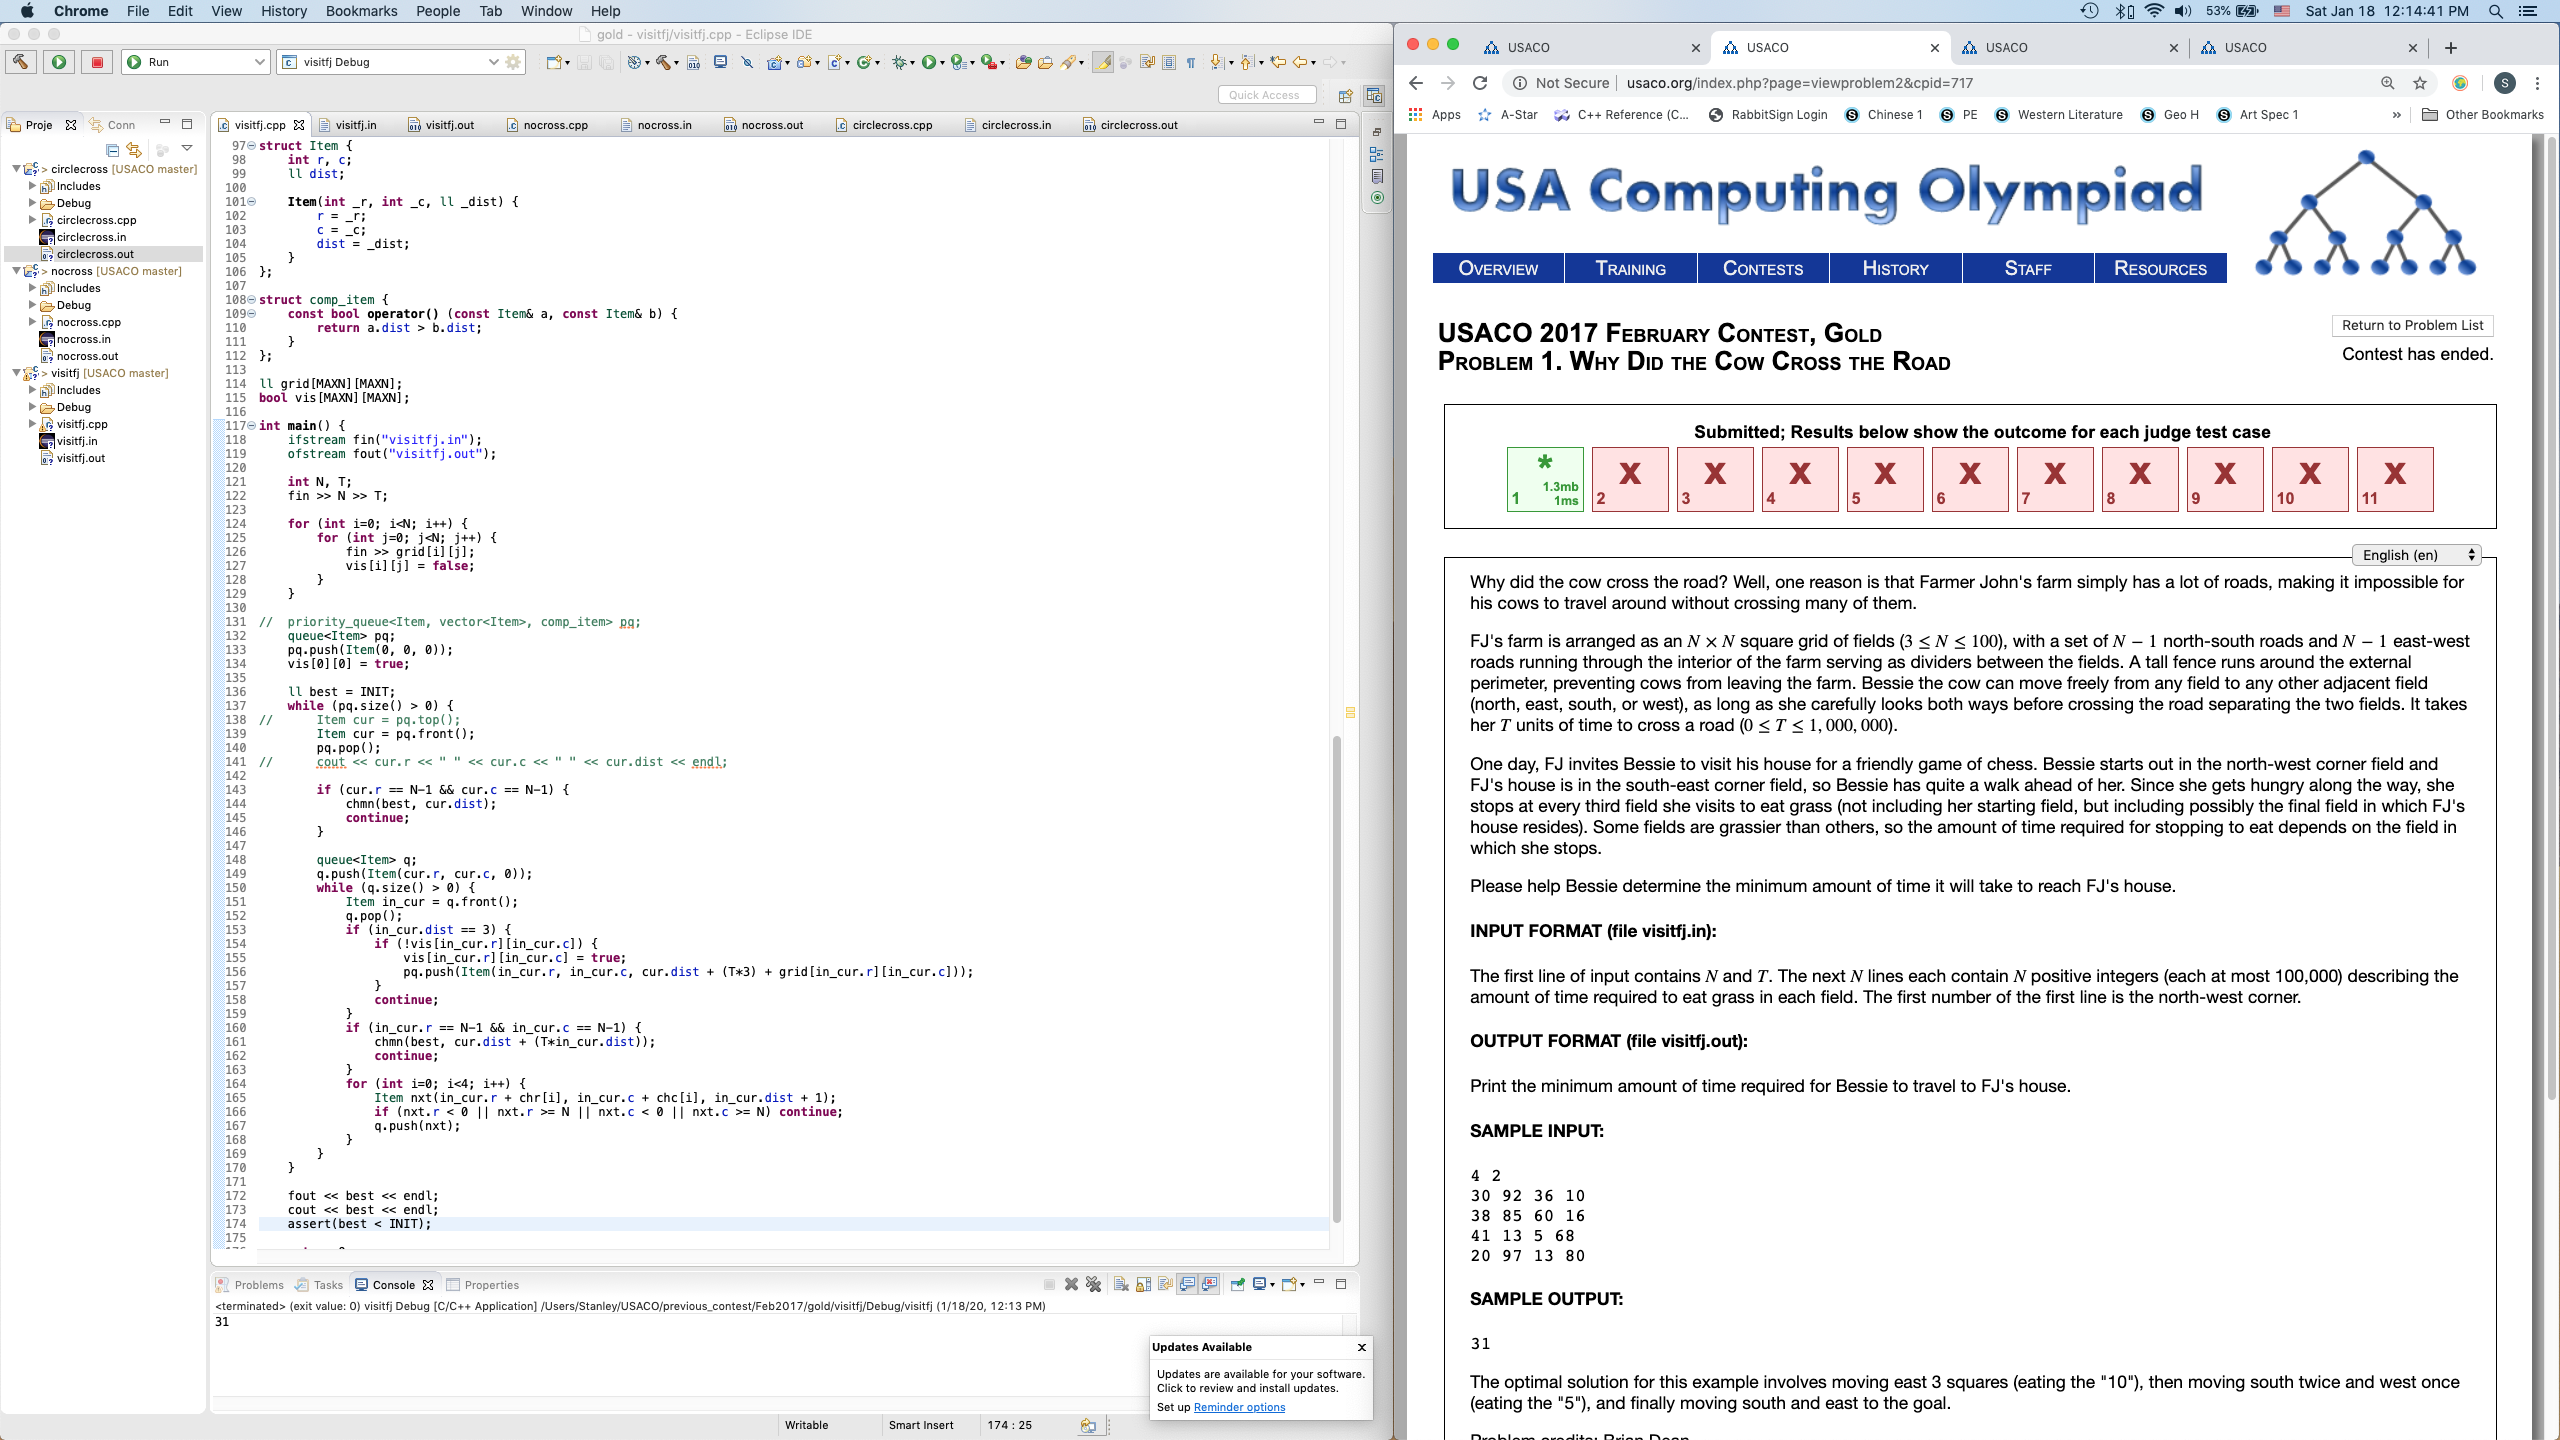 Chrome File Edit View History Bookmarks People Tab Window Help
53% Sat Jan 18 12:14:41 PM
gold - visitfj/visitfj.cpp - Eclipse IDE
Run
visitfj Debug
Quick Access
Proje Conn
> circlecross [USACO master]
Includes
Debug
circlecross.cpp
circlecross.in
circlecross.out
> nocross [USACO master]
Includes
Debug
nocross.cpp
nocross.in
nocross.out
> visitfj [USACO master]
Includes
Debug
visitfj.cpp
visitfj.in
visitfj.out
visitfj.cpp visitfj.in visitfj.out nocross.cpp nocross.in nocross.out circlecross.cpp circlecross.in circlecross.out
97 struct Item {
98     int r, c;
99     ll dist;
100
101     Item(int _r, int _c, ll _dist) {
102         r = _r;
103         c = _c;
104         dist = _dist;
105     }
106 };
107
108 struct comp_item {
109     const bool operator() (const Item& a, const Item& b) {
110         return a.dist > b.dist;
111     }
112 };
113
114 ll grid[MAXN][MAXN];
115 bool vis[MAXN][MAXN];
116
117 int main() {
118     ifstream fin("visitfj.in");
119     ofstream fout("visitfj.out");
120
121     int N, T;
122     fin >> N >> T;
123
124     for (int i=0; i<N; i++) {
125         for (int j=0; j<N; j++) {
126             fin >> grid[i][j];
127             vis[i][j] = false;
128         }
129     }
130
131 //  priority_queue<Item, vector<Item>, comp_item> pq;
132     queue<Item> pq;
133     pq.push(Item(0, 0, 0));
134     vis[0][0] = true;
135
136     ll best = INIT;
137     while (pq.size() > 0) {
138 //      Item cur = pq.top();
139         Item cur = pq.front();
140         pq.pop();
141 //      cout << cur.r << " " << cur.c << " " << cur.dist << endl;
142
143         if (cur.r == N-1 && cur.c == N-1) {
144             chmn(best, cur.dist);
145             continue;
146         }
147
148         queue<Item> q;
149         q.push(Item(cur.r, cur.c, 0));
150         while (q.size() > 0) {
151             Item in_cur = q.front();
152             q.pop();
153             if (in_cur.dist == 3) {
154                 if (!vis[in_cur.r][in_cur.c]) {
155                     vis[in_cur.r][in_cur.c] = true;
156                     pq.push(Item(in_cur.r, in_cur.c, cur.dist + (T*3) + grid[in_cur.r][in_cur.c]));
157                 }
158                 continue;
159             }
160             if (in_cur.r == N-1 && in_cur.c == N-1) {
161                 chmn(best, cur.dist + (T*in_cur.dist));
162                 continue;
163             }
164             for (int i=0; i<4; i++) {
165                 Item nxt(in_cur.r + chr[i], in_cur.c + chc[i], in_cur.dist + 1);
166                 if (nxt.r < 0 || nxt.r >= N || nxt.c < 0 || nxt.c >= N) continue;
167                 q.push(nxt);
168             }
169         }
170     }
171
172     fout << best << endl;
173     cout << best << endl;
174     assert(best < INIT);
175
Problems Tasks Console Properties
<terminated> (exit value: 0) visitfj Debug [C/C++ Application] /Users/Stanley/USACO/previous_contest/Feb2017/gold/visitfj/Debug/visitfj (1/18/20, 12:13 PM)
31
Updates Available x
Updates are available for your software.
Click to review and install updates.
Set up Reminder options
Writable Smart Insert 174 : 25
USACO USACO USACO USACO
Not Secure | usaco.org/index.php?page=viewproblem2&cpid=717
S
Apps A-Star C++ Reference (C... RabbitSign Login Chinese 1 PE Western Literature Geo H Art Spec 1 » Other Bookmarks
USA Computing Olympiad
OVERVIEW TRAINING CONTESTS HISTORY STAFF RESOURCES
USACO 2017 FEBRUARY CONTEST, GOLD
PROBLEM 1. WHY DID THE COW CROSS THE ROAD
Return to Problem List
Contest has ended.
Submitted; Results below show the outcome for each judge test case
* X X X X X X X X X X
1.3mb
1 1ms 2 3 4 5 6 7 8 9 10 11
English (en)
Why did the cow cross the road? Well, one reason is that Farmer John's farm simply has a lot of roads, making it impossible for
his cows to travel around without crossing many of them.
FJ's farm is arranged as an N × N square grid of fields (3 ≤ N ≤ 100), with a set of N − 1 north-south roads and N − 1 east-west
roads running through the interior of the farm serving as dividers between the fields. A tall fence runs around the external
perimeter, preventing cows from leaving the farm. Bessie the cow can move freely from any field to any other adjacent field
(north, east, south, or west), as long as she carefully looks both ways before crossing the road separating the two fields. It takes
her T units of time to cross a road (0 ≤ T ≤ 1, 000, 000).
One day, FJ invites Bessie to visit his house for a friendly game of chess. Bessie starts out in the north-west corner field and
FJ's house is in the south-east corner field, so Bessie has quite a walk ahead of her. Since she gets hungry along the way, she
stops at every third field she visits to eat grass (not including her starting field, but including possibly the final field in which FJ's
house resides). Some fields are grassier than others, so the amount of time required for stopping to eat depends on the field in
which she stops.
Please help Bessie determine the minimum amount of time it will take to reach FJ's house.
INPUT FORMAT (file visitfj.in):
The first line of input contains N and T. The next N lines each contain N positive integers (each at most 100,000) describing the
amount of time required to eat grass in each field. The first number of the first line is the north-west corner.
OUTPUT FORMAT (file visitfj.out):
Print the minimum amount of time required for Bessie to travel to FJ's house.
SAMPLE INPUT:
4 2
30 92 36 10
38 85 60 16
41 13 5 68
20 97 13 80
SAMPLE OUTPUT:
31
The optimal solution for this example involves moving east 3 squares (eating the "10"), then moving south twice and west once
(eating the "5"), and finally moving south and east to the goal.
Problem credits: Brian Dean